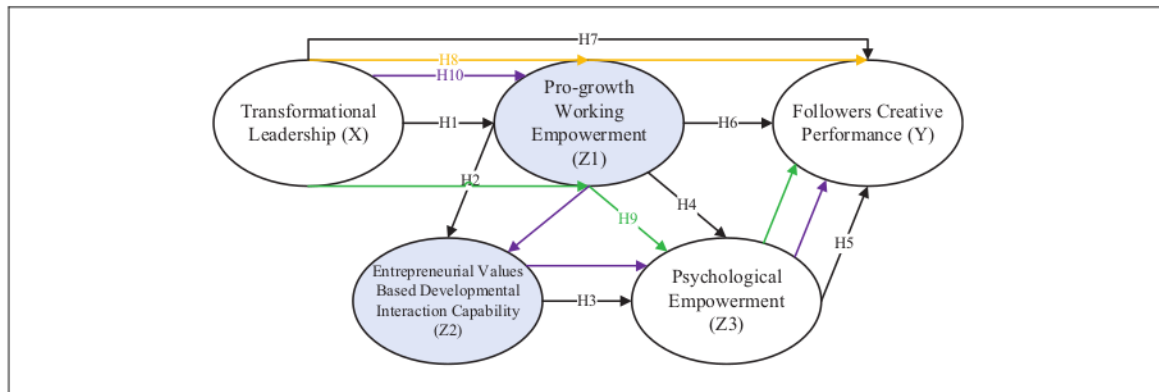 H7
H8
H10
Transformational
Leadership (X)
H1
Pro-growth
Working
Empowerment
(Z1)
H6
Followers Creative
Performance (Y)
H2
H4
H9
H5
Entrepreneurial Values
Based Developmental
Interaction Capability
(Z2)
H3
Psychological
Empowerment
(Z3)